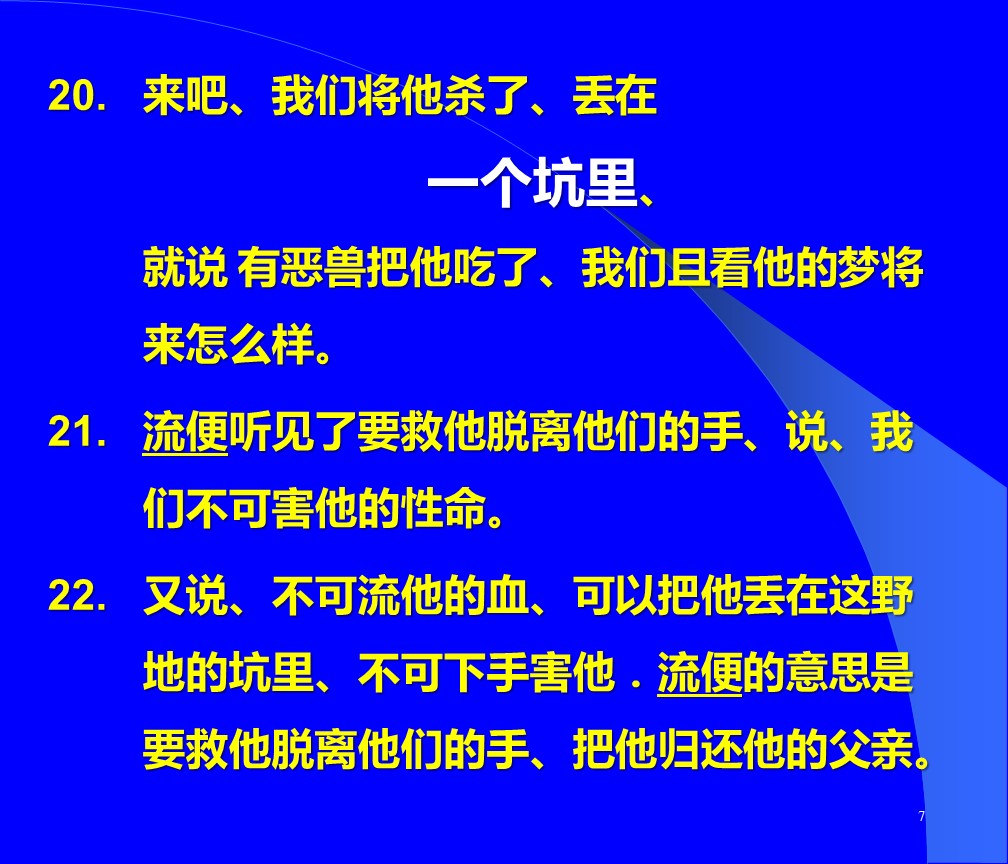 20. 来吧、我们将他杀了、丢在
一个坑里、
就说 有恶兽把他吃了、我们且看他的梦将
来怎么样。
21. 流便听见了要救他脱离他们的手、说、我
们不可害他的性命。
22. 又说、不可流他的血、可以把他丢在这野
地的坑里、不可下手害他．流便的意思是
要救他脱离他们的手、把他归还他的父亲。
7